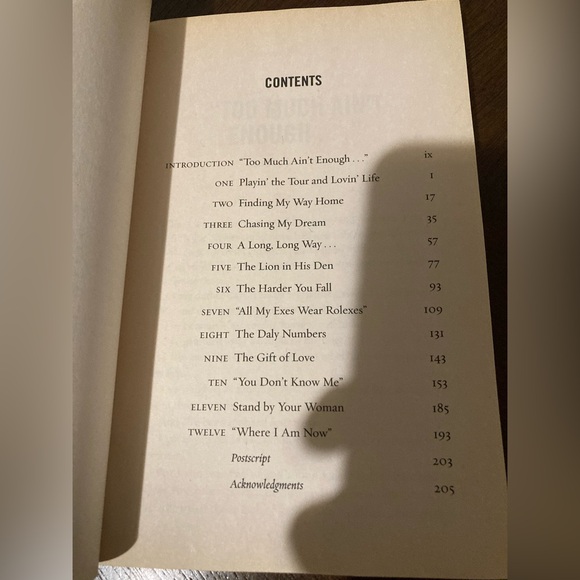 CONTENTS
INTRODUCTION "Too Much Ain't Enough..." ix
ONE Playin' the Tour and Lovin' Life 1
TWO Finding My Way Home 17
THREE Chasing My Dream 35
FOUR A Long, Long Way... 57
FIVE The Lion in His Den 77
SIX The Harder You Fall 93
SEVEN "All My Exes Wear Rolexes" 109
EIGHT The Daly Numbers 131
NINE The Gift of Love 143
TEN "You Don't Know Me" 153
ELEVEN Stand by Your Woman 185
TWELVE "Where I Am Now" 193
Postscript 203
Acknowledgments 205